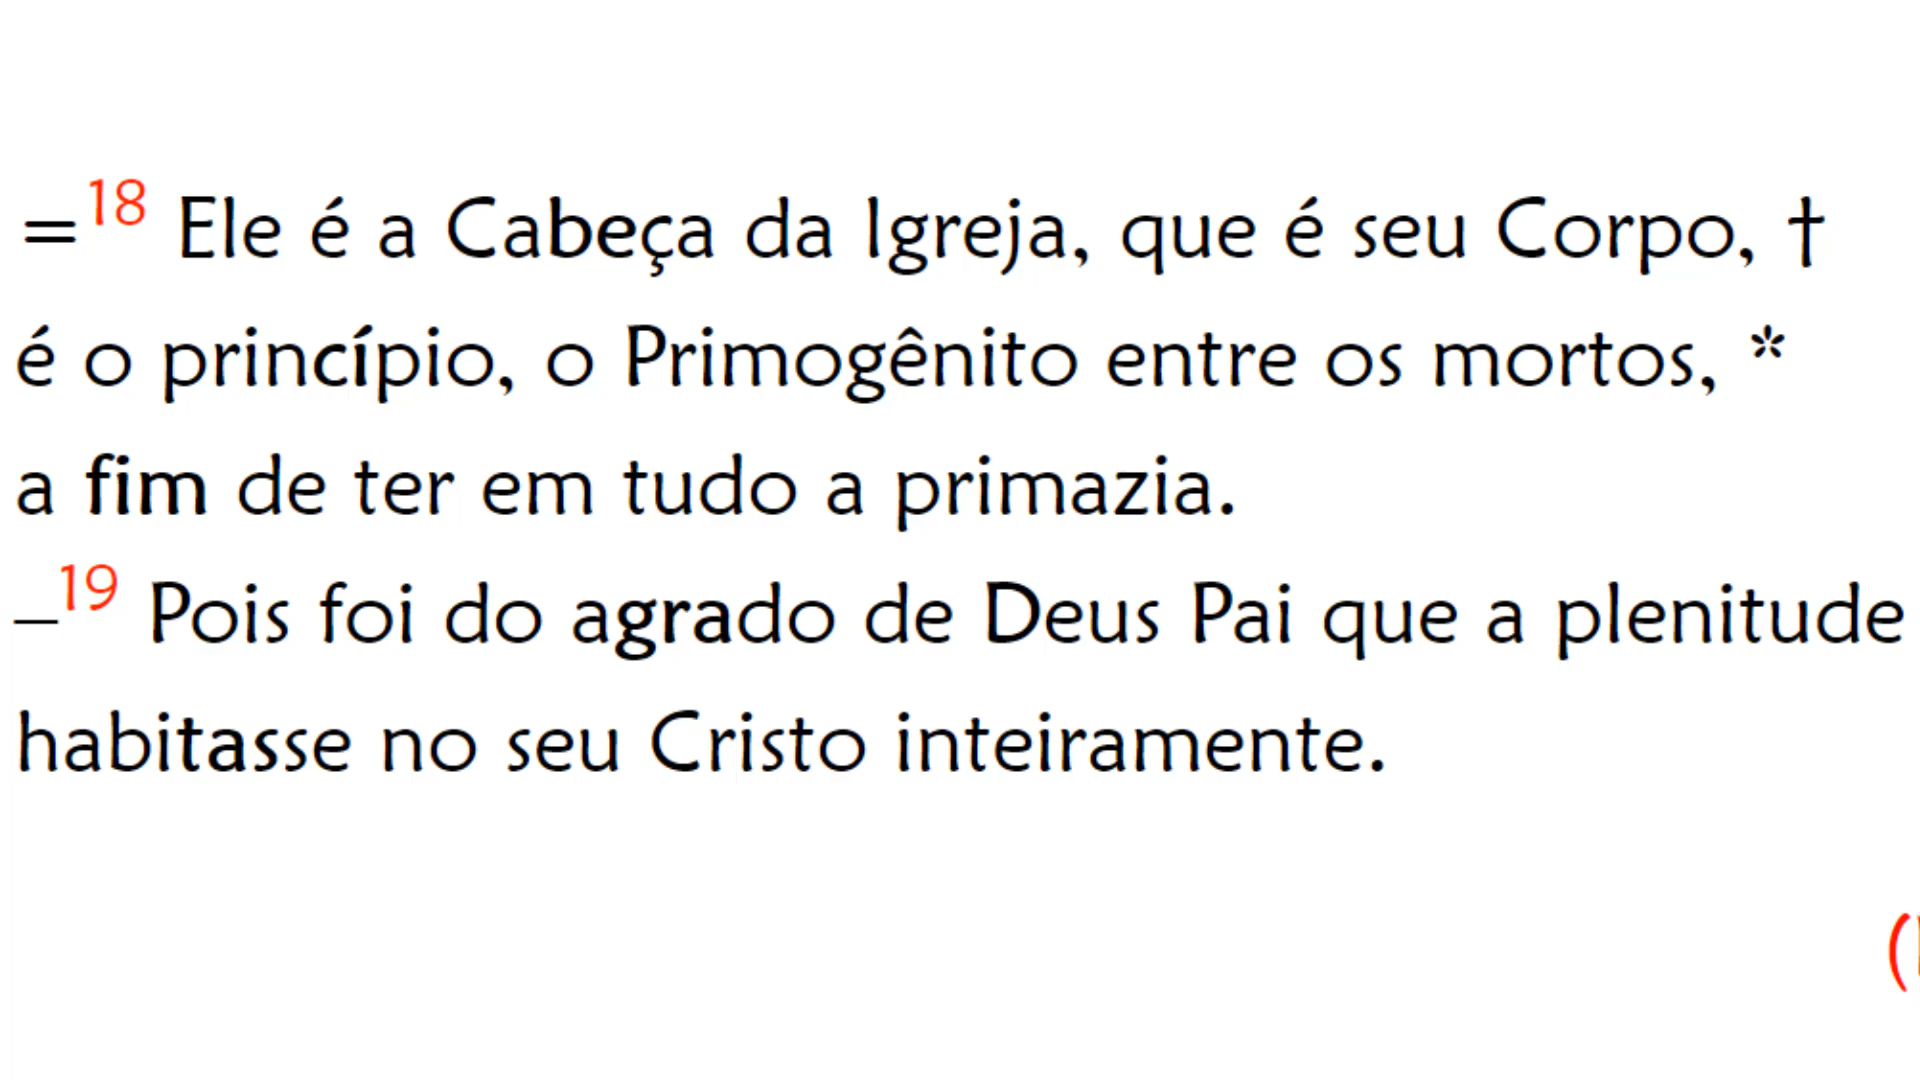 =18 Ele é a Cabeça da Igreja, que é seu Corpo, †
é o princípio, o Primogênito entre os mortos, *
a fim de ter em tudo a primazia.
–19 Pois foi do agrado de Deus Pai que a plenitude
habitasse no seu Cristo inteiramente.
(